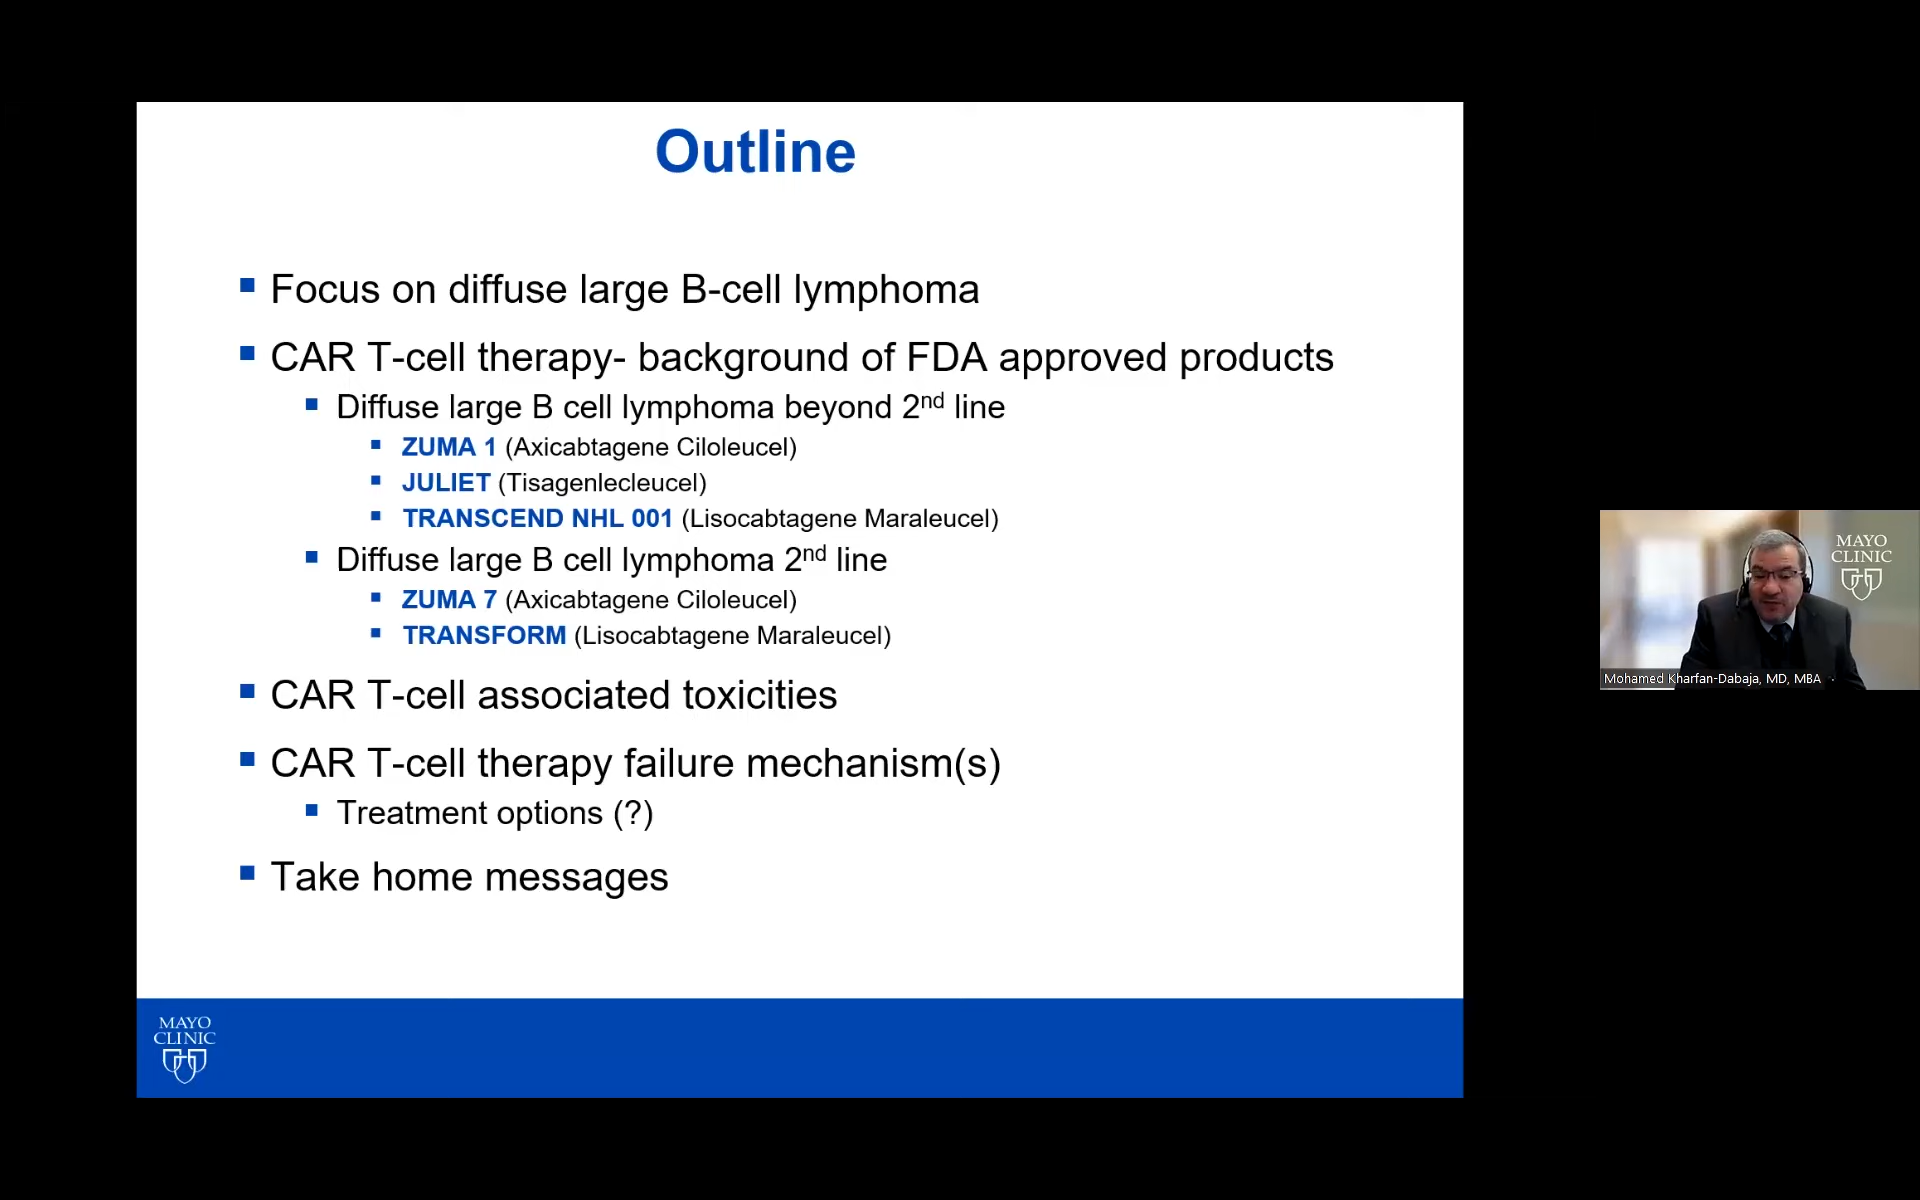 Outline
Focus on diffuse large B-cell lymphoma
CAR T-cell therapy- background of FDA approved products
Diffuse large B cell lymphoma beyond 2nd line
ZUMA 1 (Axicabtagene Ciloleucel)
JULIET (Tisagenlecleucel)
TRANSCEND NHL 001 (Lisocabtagene Maraleucel)
Diffuse large B cell lymphoma 2nd line
ZUMA 7 (Axicabtagene Ciloleucel)
TRANSFORM (Lisocabtagene Maraleucel)
CAR T-cell associated toxicities
CAR T-cell therapy failure mechanism(s)
Treatment options (?)
Take home messages
MAYO
CLINIC
MAYO
CLINIC
Mohamed Kharfan-Dabaja, MD, MBA